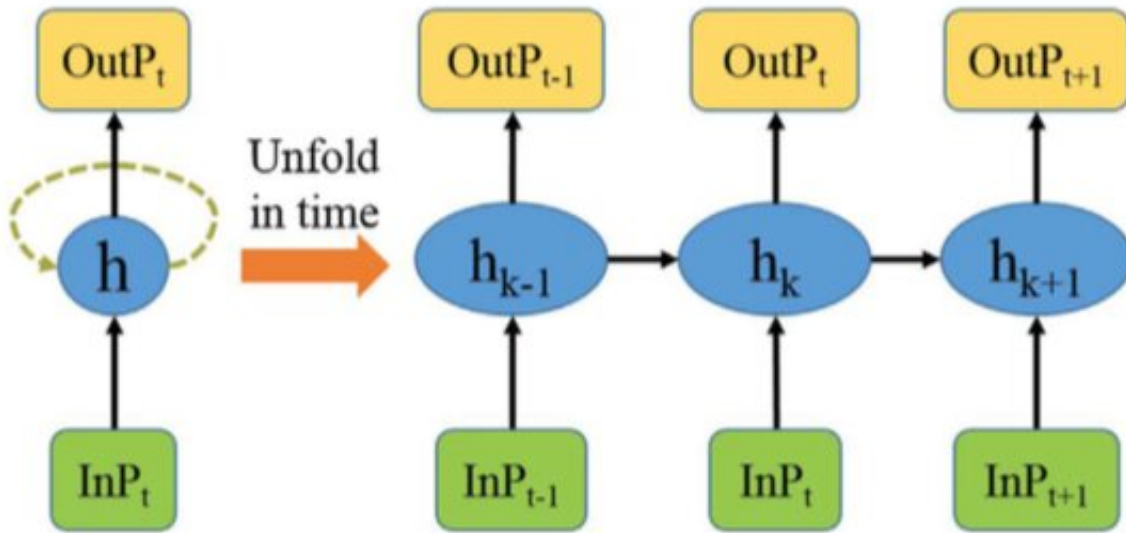 OutPₜ
OutPₜ₋₁
OutPₜ
OutPₜ₊₁
Unfold
in time
h
hₖ₋₁
hₖ
hₖ₊₁
InPₜ
InPₜ₋₁
InPₜ
InPₜ₊₁